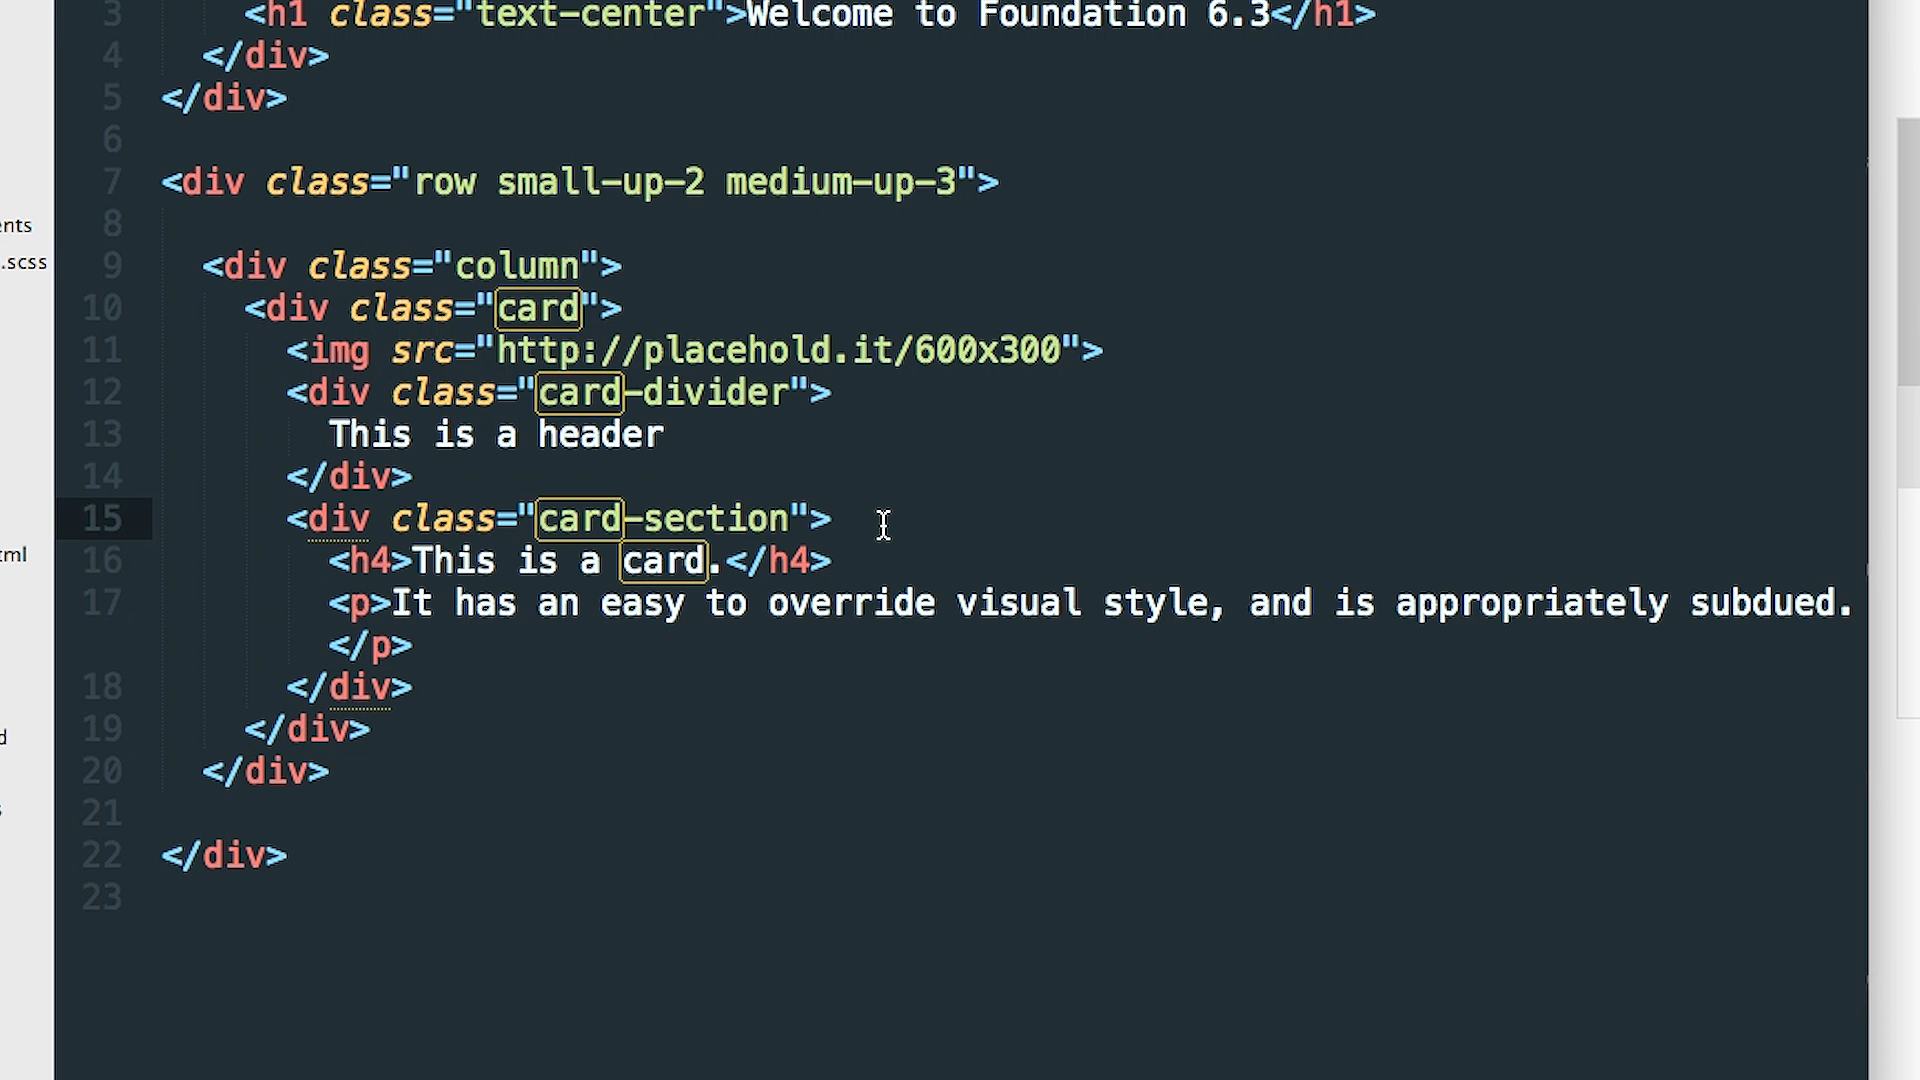 3 <h1 class="text-center">Welcome to Foundation 6.3</h1>
4 </div>
5 </div>
6
7 <div class="row small-up-2 medium-up-3">
8
ents
9 <div class="column">
.scss
10 <div class="card">
11 <img src="http://placehold.it/600x300">
12 <div class="card-divider">
13 This is a header
14 </div>
15 <div class="card-section">
16 <h4>This is a card.</h4>
tml
17 <p>It has an easy to override visual style, and is appropriately subdued.
</p>
18 </div>
19 </div>
d
20 </div>
21
s
22 </div>
23